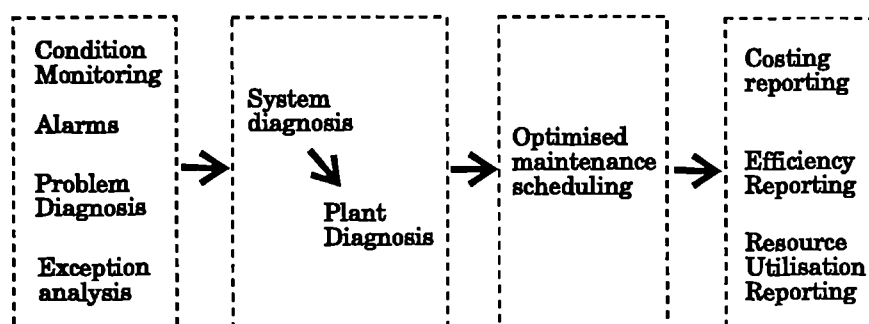 Condition
Monitoring
Alarms
Problem
Diagnosis
Exception
analysis
System
diagnosis
Plant
Diagnosis
Optimised
maintenance
scheduling
Costing
reporting
Efficiency
Reporting
Resource
Utilisation
Reporting